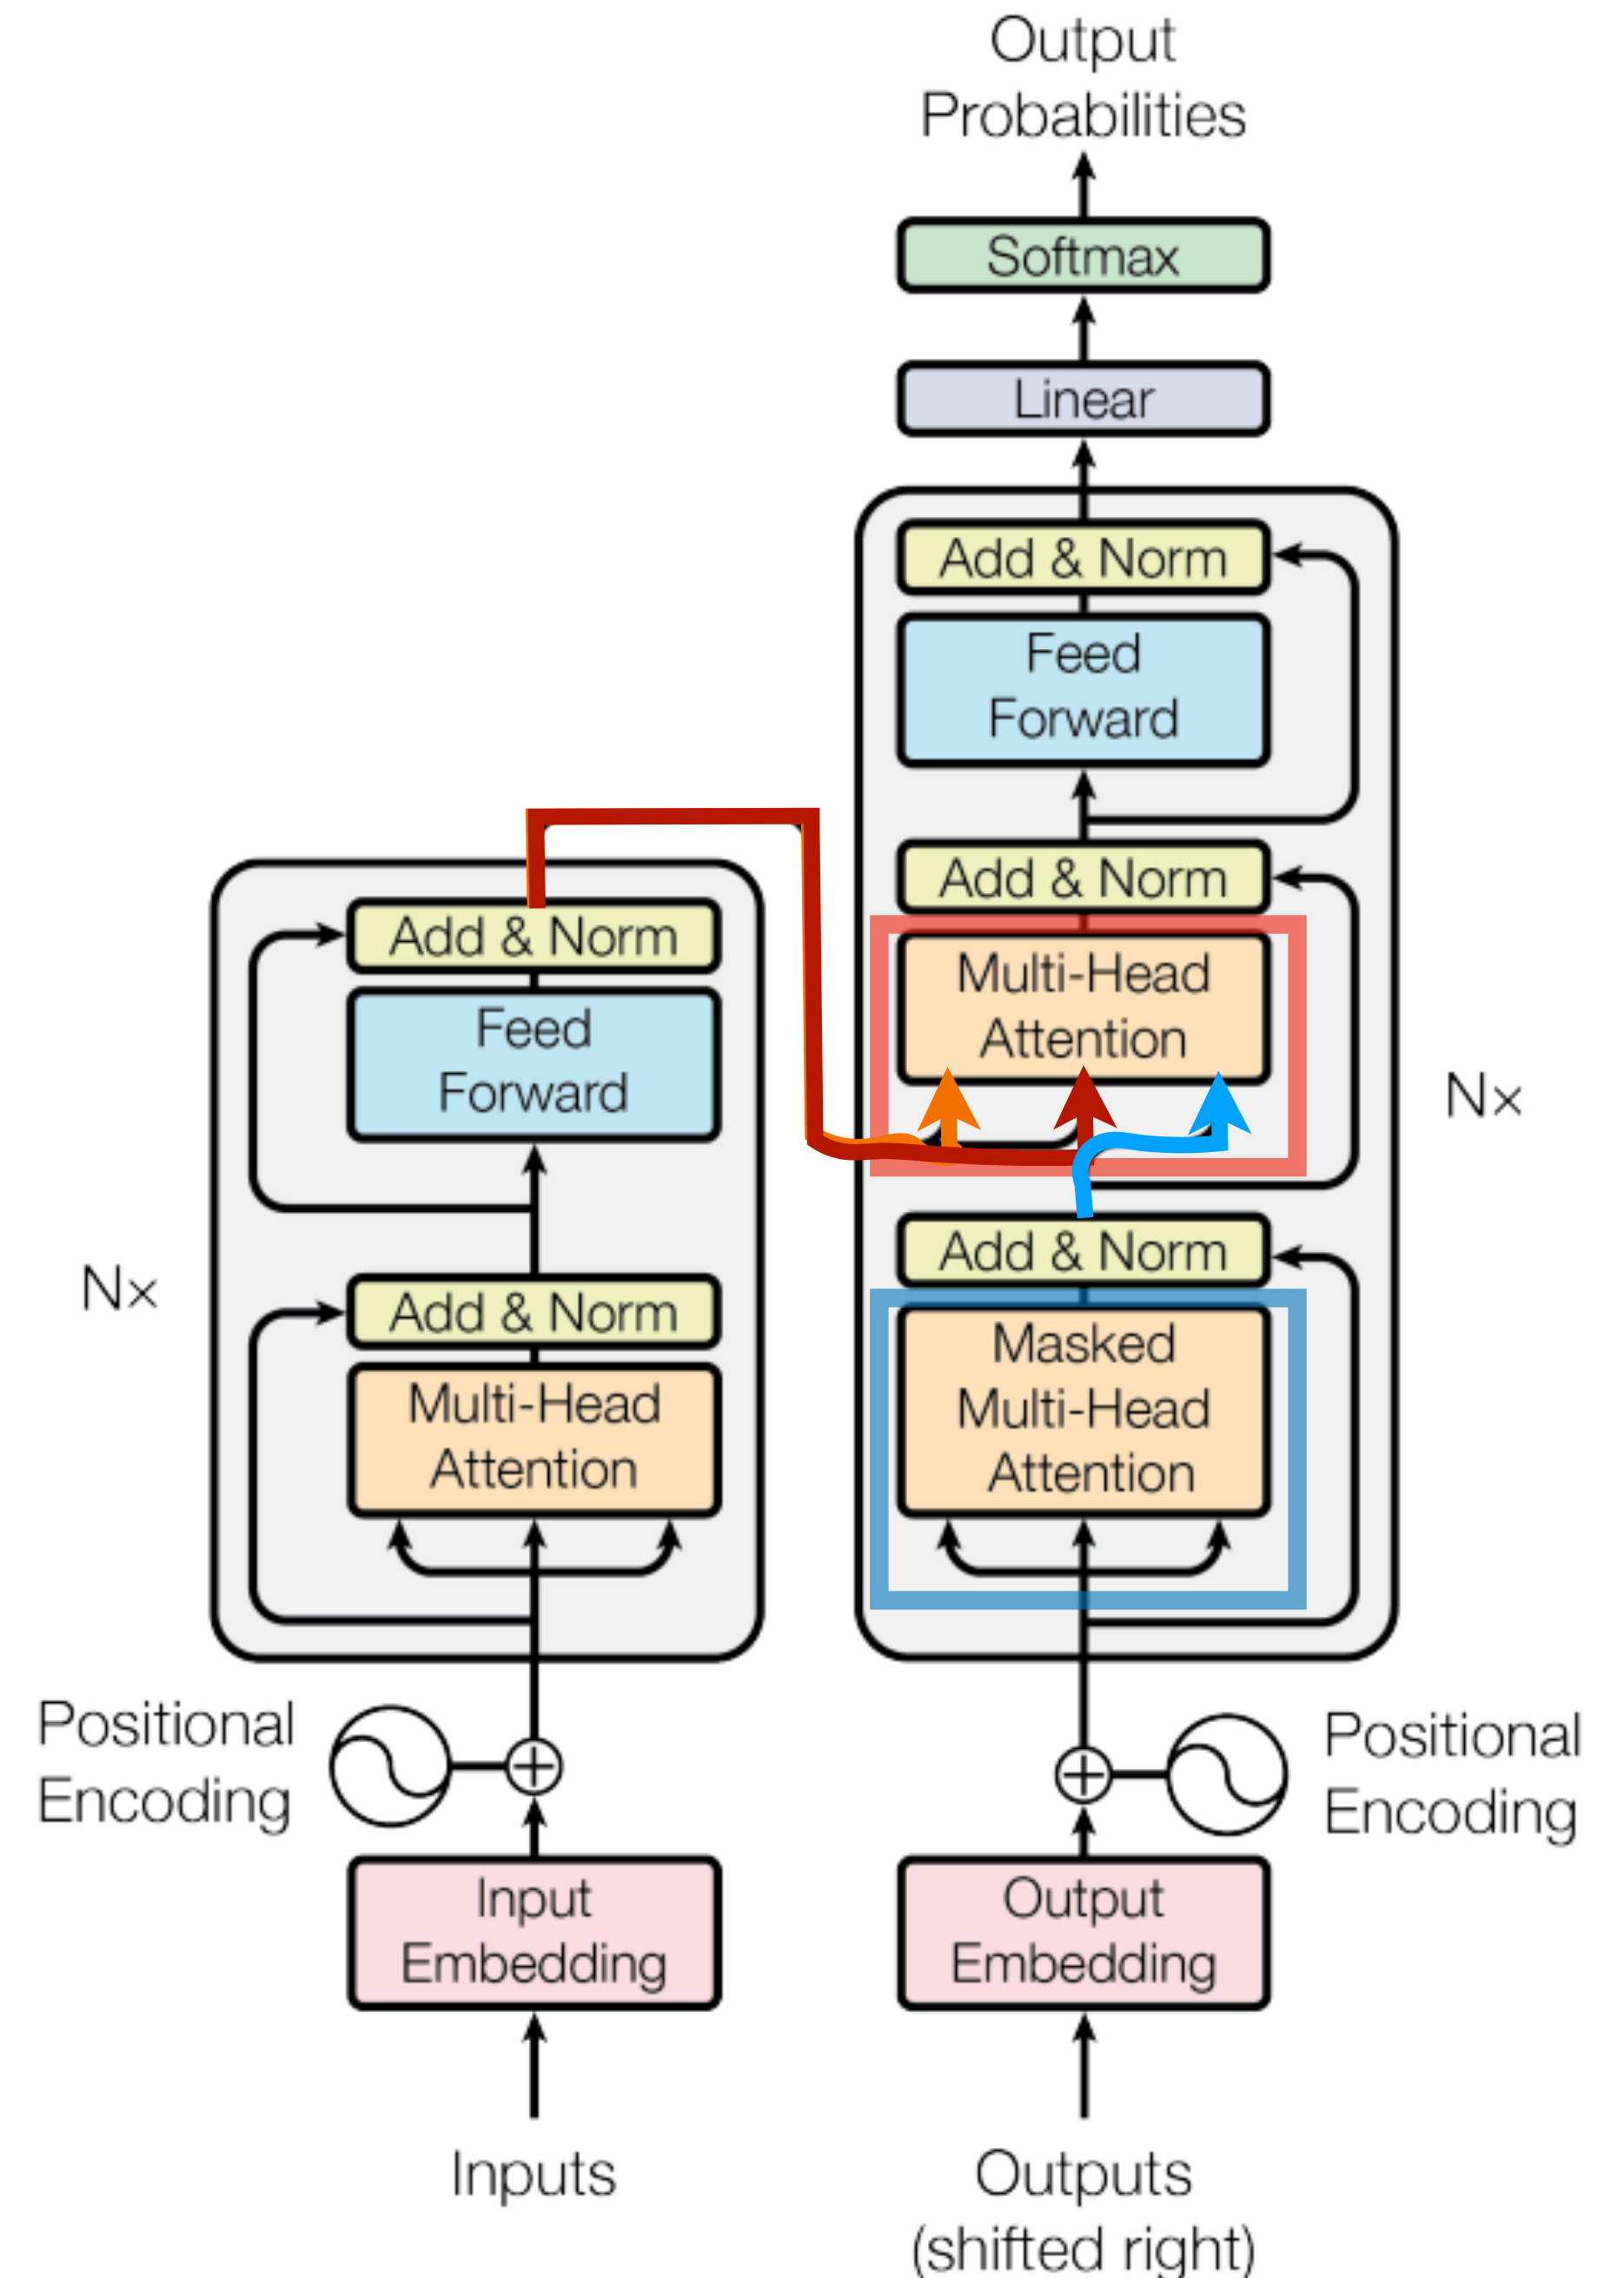 Output
Probabilities
Softmax
Linear
Add & Norm
Feed
Forward
Add & Norm
Multi-Head
Attention
Nx
Add & Norm
Masked
Multi-Head
Attention
Positional
Encoding
Output
Embedding
Outputs
(shifted right)
Add & Norm
Feed
Forward
Nx
Add & Norm
Multi-Head
Attention
Positional
Encoding
Input
Embedding
Inputs